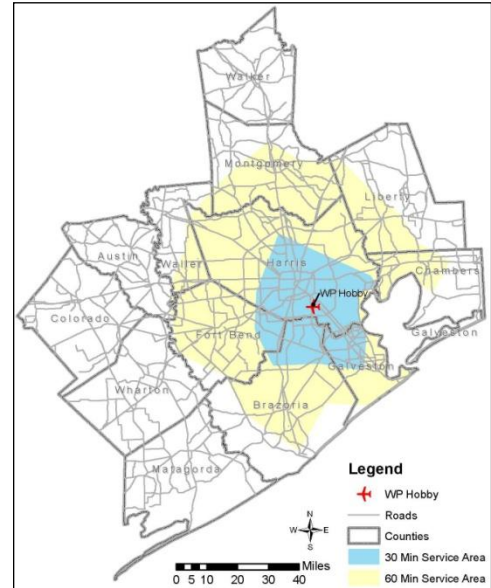 Walker
Montgomery
Liberty
Austin
Waller
Harris
Chambers
WP Hobby
Colorado
Fort Bend
Galveston
Galveston
Wharton
Brazoria
Matagorda
Legend
WP Hobby
Roads
Counties
30 Min Service Area
60 Min Service Area
N
W E
S
Miles
0 5 10 20 30 40